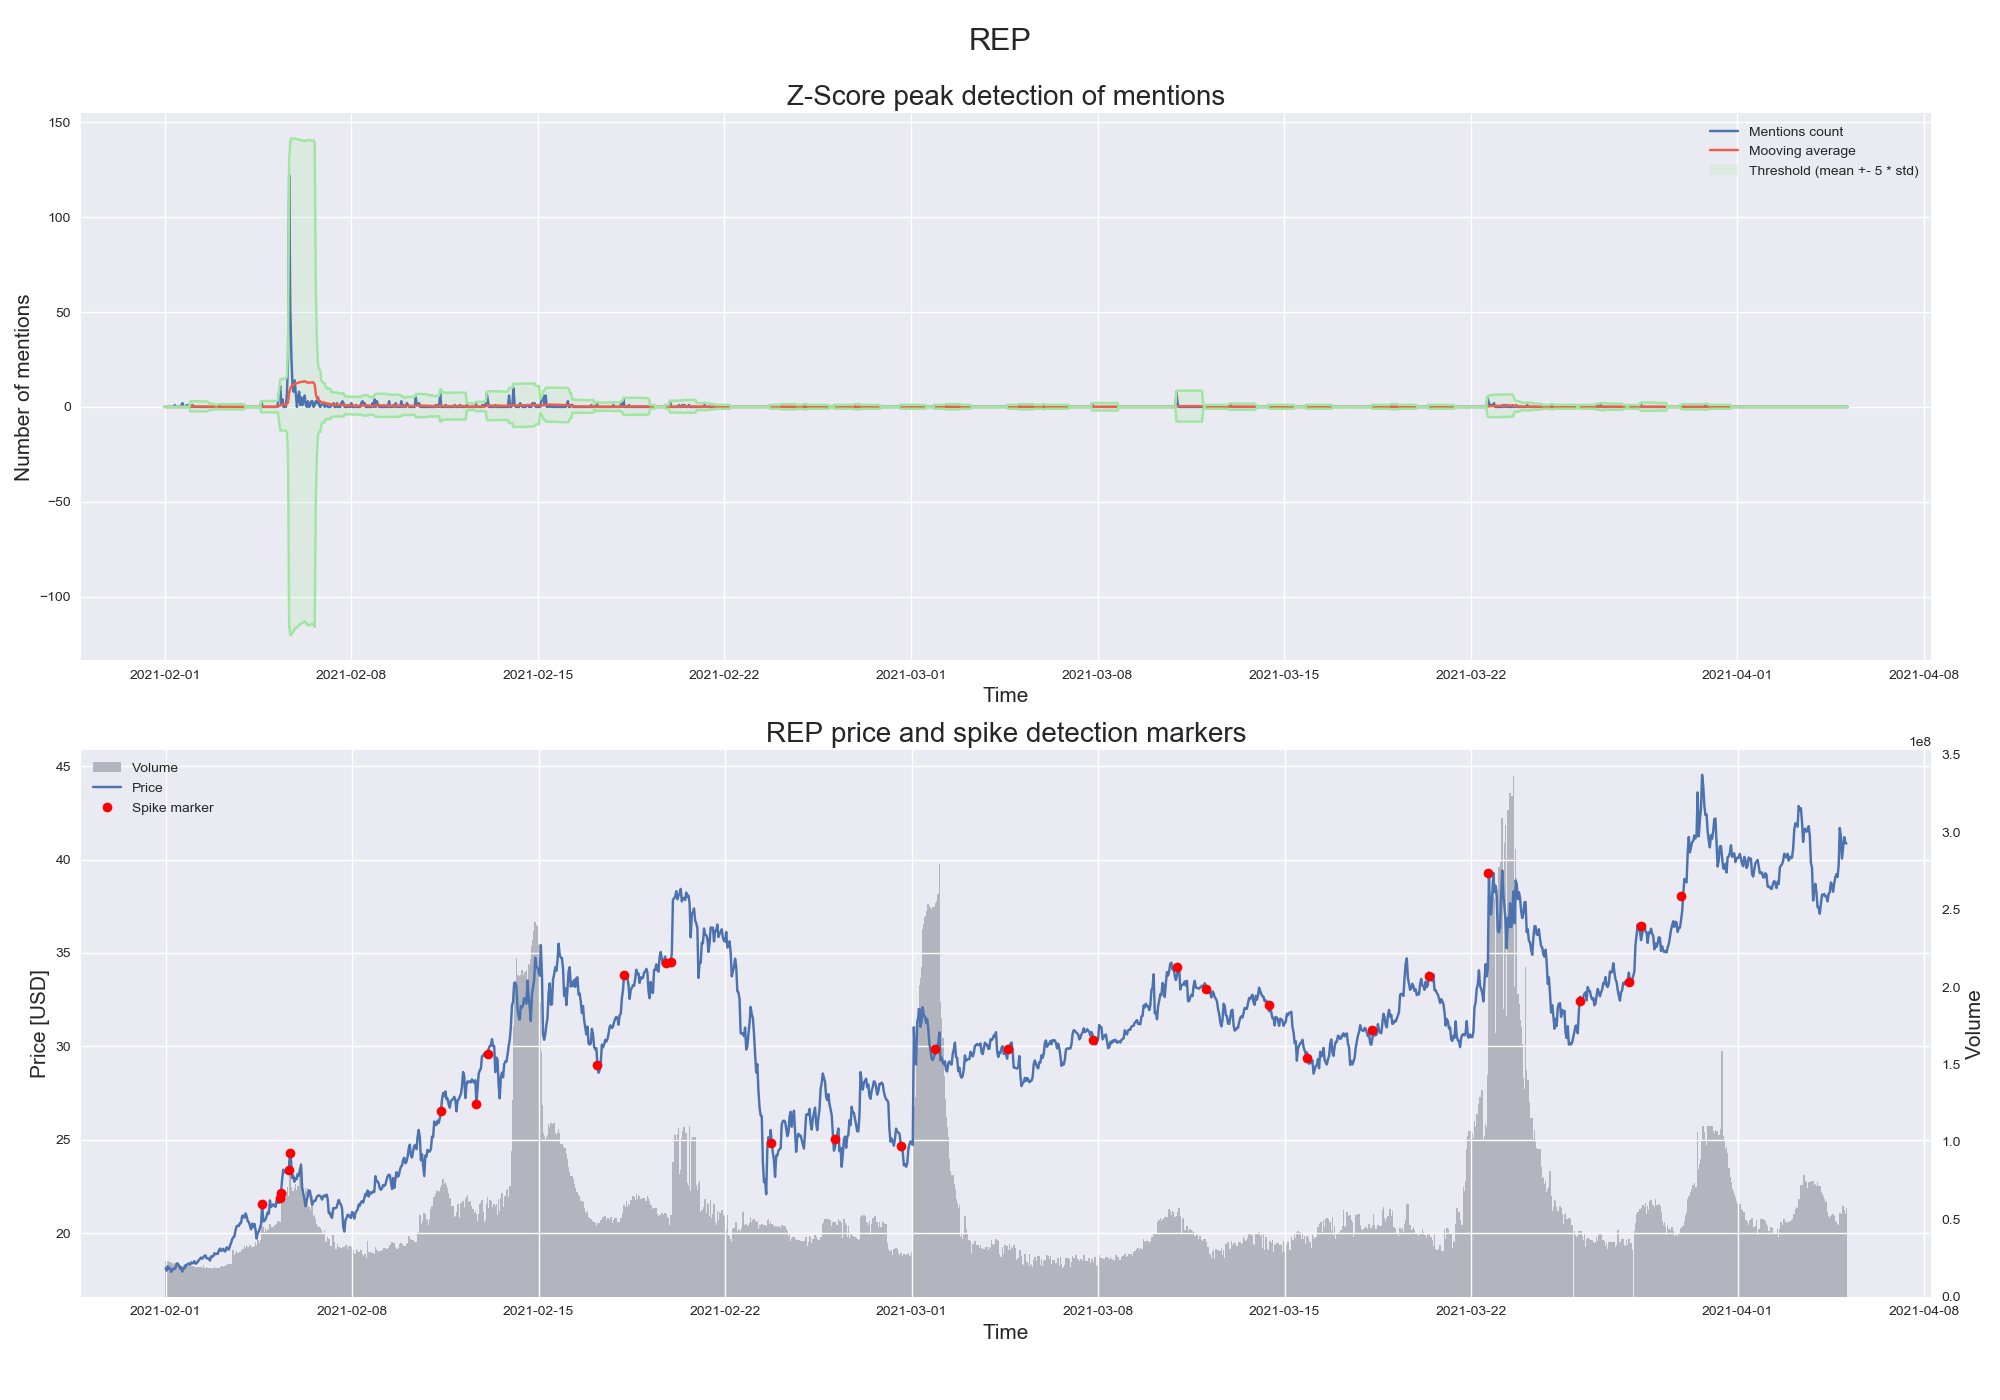 REP
Z-Score peak detection of mentions
150
100
50
0
−50
−100
Number of mentions
Mentions count
Mooving average
Threshold (mean +- 5 * std)
2021-02-01
2021-02-08
2021-02-15
2021-02-22
2021-03-01
2021-03-08
2021-03-15
2021-03-22
2021-04-01
2021-04-08
Time
REP price and spike detection markers
1e8
45
40
35
30
25
20
Price [USD]
Volume
Price
Spike marker
3.5
3.0
2.5
2.0
1.5
1.0
0.5
0.0
Volume
2021-02-01
2021-02-08
2021-02-15
2021-02-22
2021-03-01
2021-03-08
2021-03-15
2021-03-22
2021-04-01
2021-04-08
Time